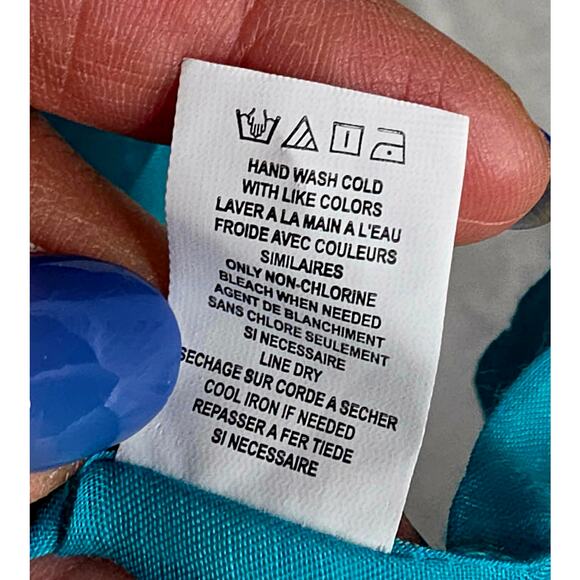 HAND WASH COLD
WITH LIKE COLORS
LAVER A LA MAIN A L'EAU
FROIDE AVEC COULEURS
SIMILAIRES
ONLY NON-CHLORINE
BLEACH WHEN NEEDED
AGENT DE BLANCHIMENT
SANS CHLORE SEULEMENT
SI NECESSAIRE
LINE DRY
SECHAGE SUR CORDE A SECHER
COOL IRON IF NEEDED
REPASSER A FER TIEDE
SI NECESSAIRE